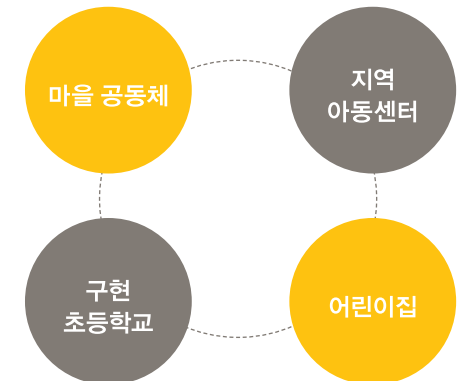 마을 공동체
지역
아동센터
구현
초등학교
어린이집